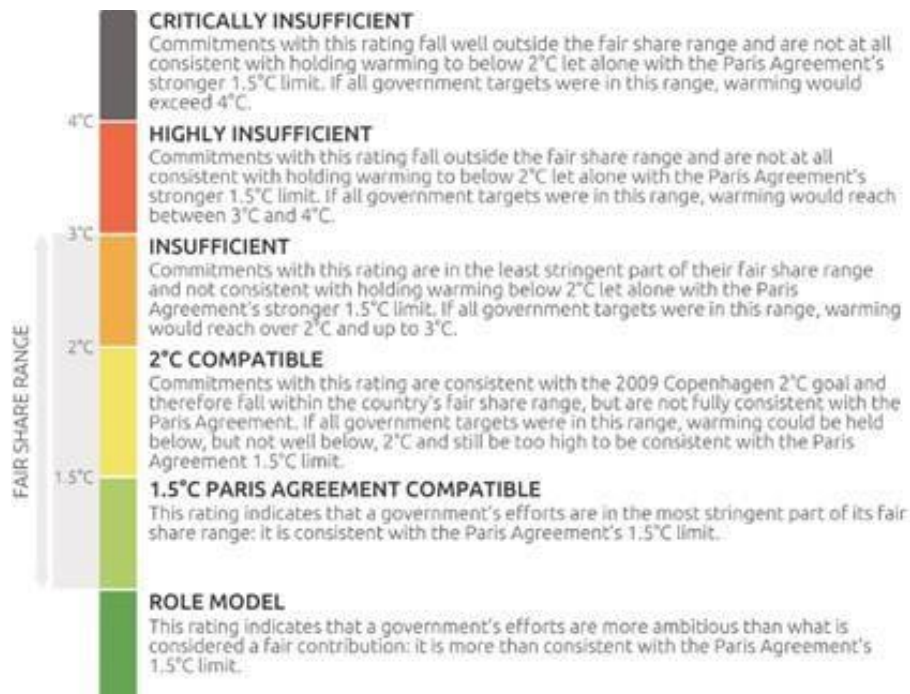 CRITICALLY INSUFFICIENT
Commitments with this rating fall well outside the fair share range and are not at all
consistent with holding warming to below 2°C let alone with the Paris Agreement's
stronger 1.5°C limit. If all government targets were in this range, warming would
exceed 4°C.
4°C
HIGHLY INSUFFICIENT
Commitments with this rating fall outside the fair share range and are not at all
consistent with holding warming to below 2°C let alone with the Paris Agreement's
stronger 1.5°C limit. If all government targets were in this range, warming would reach
between 3°C and 4°C.
3°C
INSUFFICIENT
Commitments with this rating are in the least stringent part of their fair share range
and not consistent with holding warming below 2°C let alone with the Paris
Agreement's stronger 1.5°C limit. If all government targets were in this range, warming
would reach over 2°C and up to 3°C.
2°C
FAIR SHARE RANGE
2°C COMPATIBLE
Commitments with this rating are consistent with the 2009 Copenhagen 2°C goal and
therefore fall within the country's fair share range, but are not fully consistent with the
Paris Agreement. If all government targets were in this range, warming could be held
below, but not well below, 2°C and still be too high to be consistent with the Paris
Agreement 1.5°C limit.
1.5°C
1.5°C PARIS AGREEMENT COMPATIBLE
This rating indicates that a government's efforts are in the most stringent part of its fair
share range: it is consistent with the Paris Agreement's 1.5°C limit.
ROLE MODEL
This rating indicates that a government's efforts are more ambitious than what is
considered a fair contribution: it is more than consistent with the Paris Agreement's
1.5°C limit.